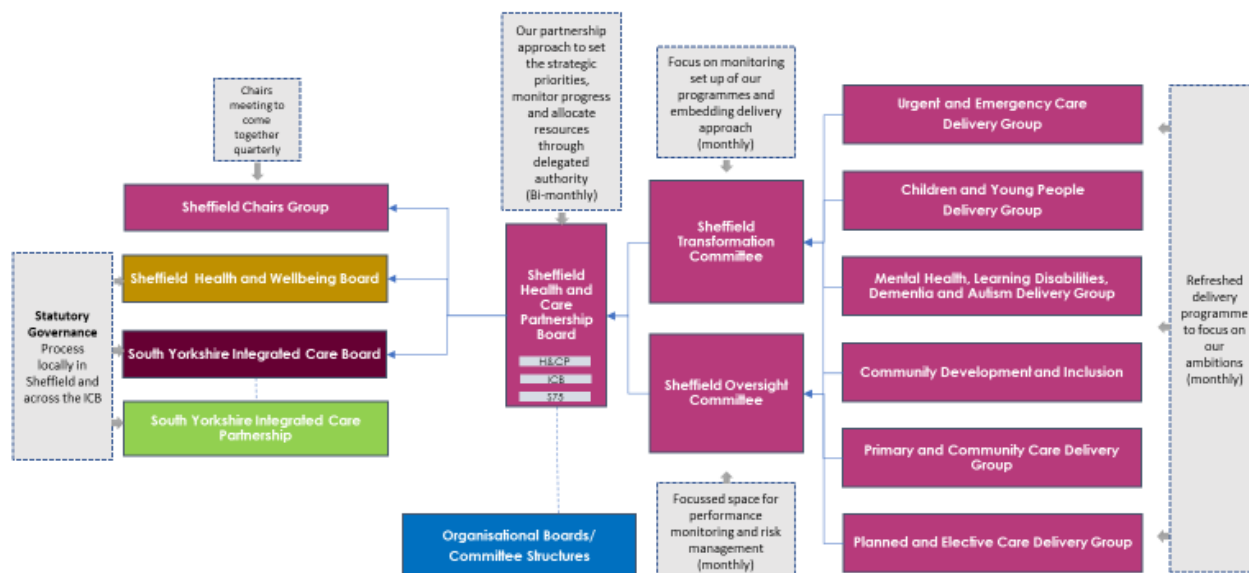 Chairs
meeting to
come
together
quarterly
Sheffield Chairs Group
Sheffield Health and Wellbeing Board
South Yorkshire Integrated Care Board
South Yorkshire Integrated Care
Partnership
Statutory
Governance
Process
locally in
Sheffield and
across the ICB
Our partnership
approach to set
the strategic
priorities,
monitor progress
and allocate
resources
through
delegated
authority
(Bi-monthly)
Sheffield
Health and
Care
Partnership
Board
H&CP
ICB
S75
Organisational Boards/
Committee Structures
Focus on monitoring
set up of our
programmes and
embedding delivery
approach
(monthly)
Sheffield
Transformation
Committee
Sheffield Oversight
Committee
Focussed space for
performance
monitoring and risk
management
(monthly)
Urgent and Emergency Care
Delivery Group
Children and Young People
Delivery Group
Mental Health, Learning Disabilities,
Dementia and Autism Delivery Group
Community Development and Inclusion
Primary and Community Care Delivery
Group
Planned and Elective Care Delivery Group
Refreshed
delivery
programme
to focus on
our
ambitions
(monthly)